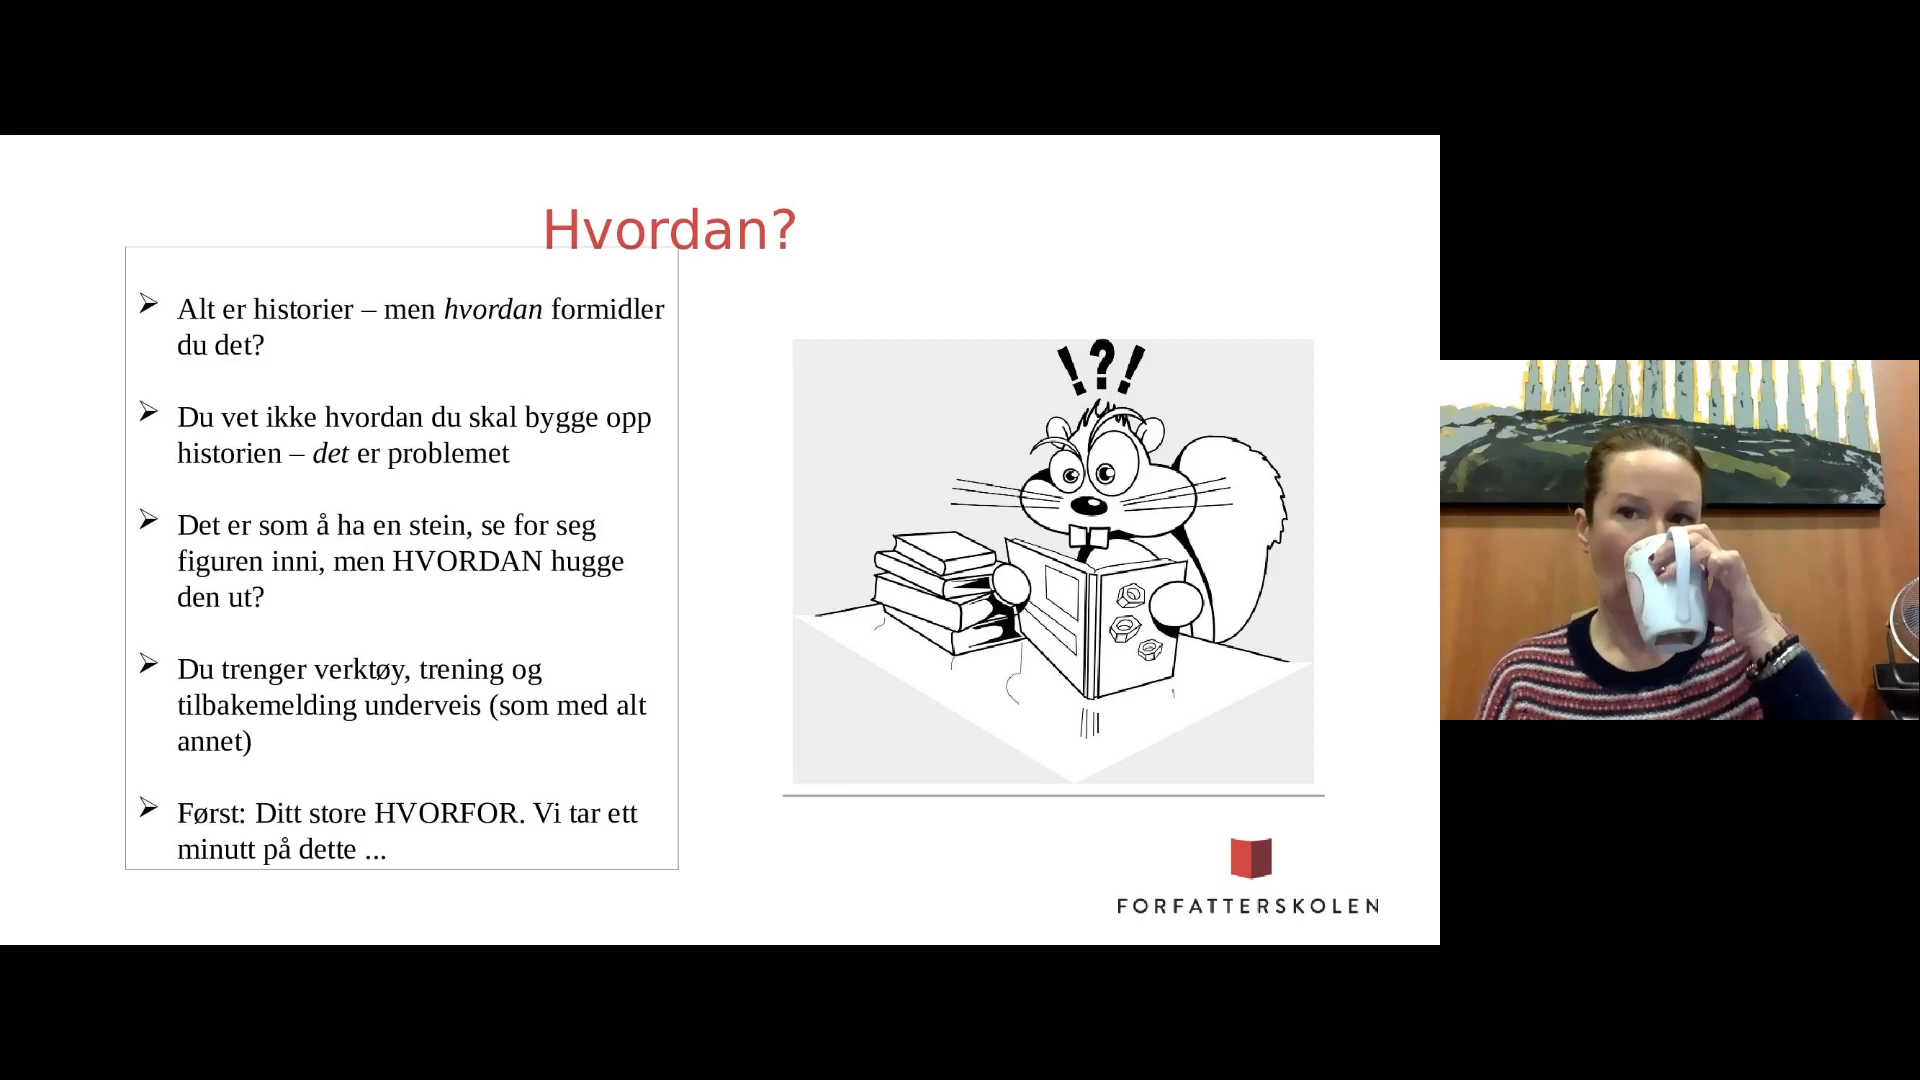 Hvordan?
Alt er historier – men hvordan formidler
du det?
Du vet ikke hvordan du skal bygge opp
historien – det er problemet
Det er som å ha en stein, se for seg
figuren inni, men HVORDAN hugge
den ut?
Du trenger verktøy, trening og
tilbakemelding underveis (som med alt
annet)
Først: Ditt store HVORFOR. Vi tar ett
minutt på dette ...
!?!
FORFATTERSKOLEN